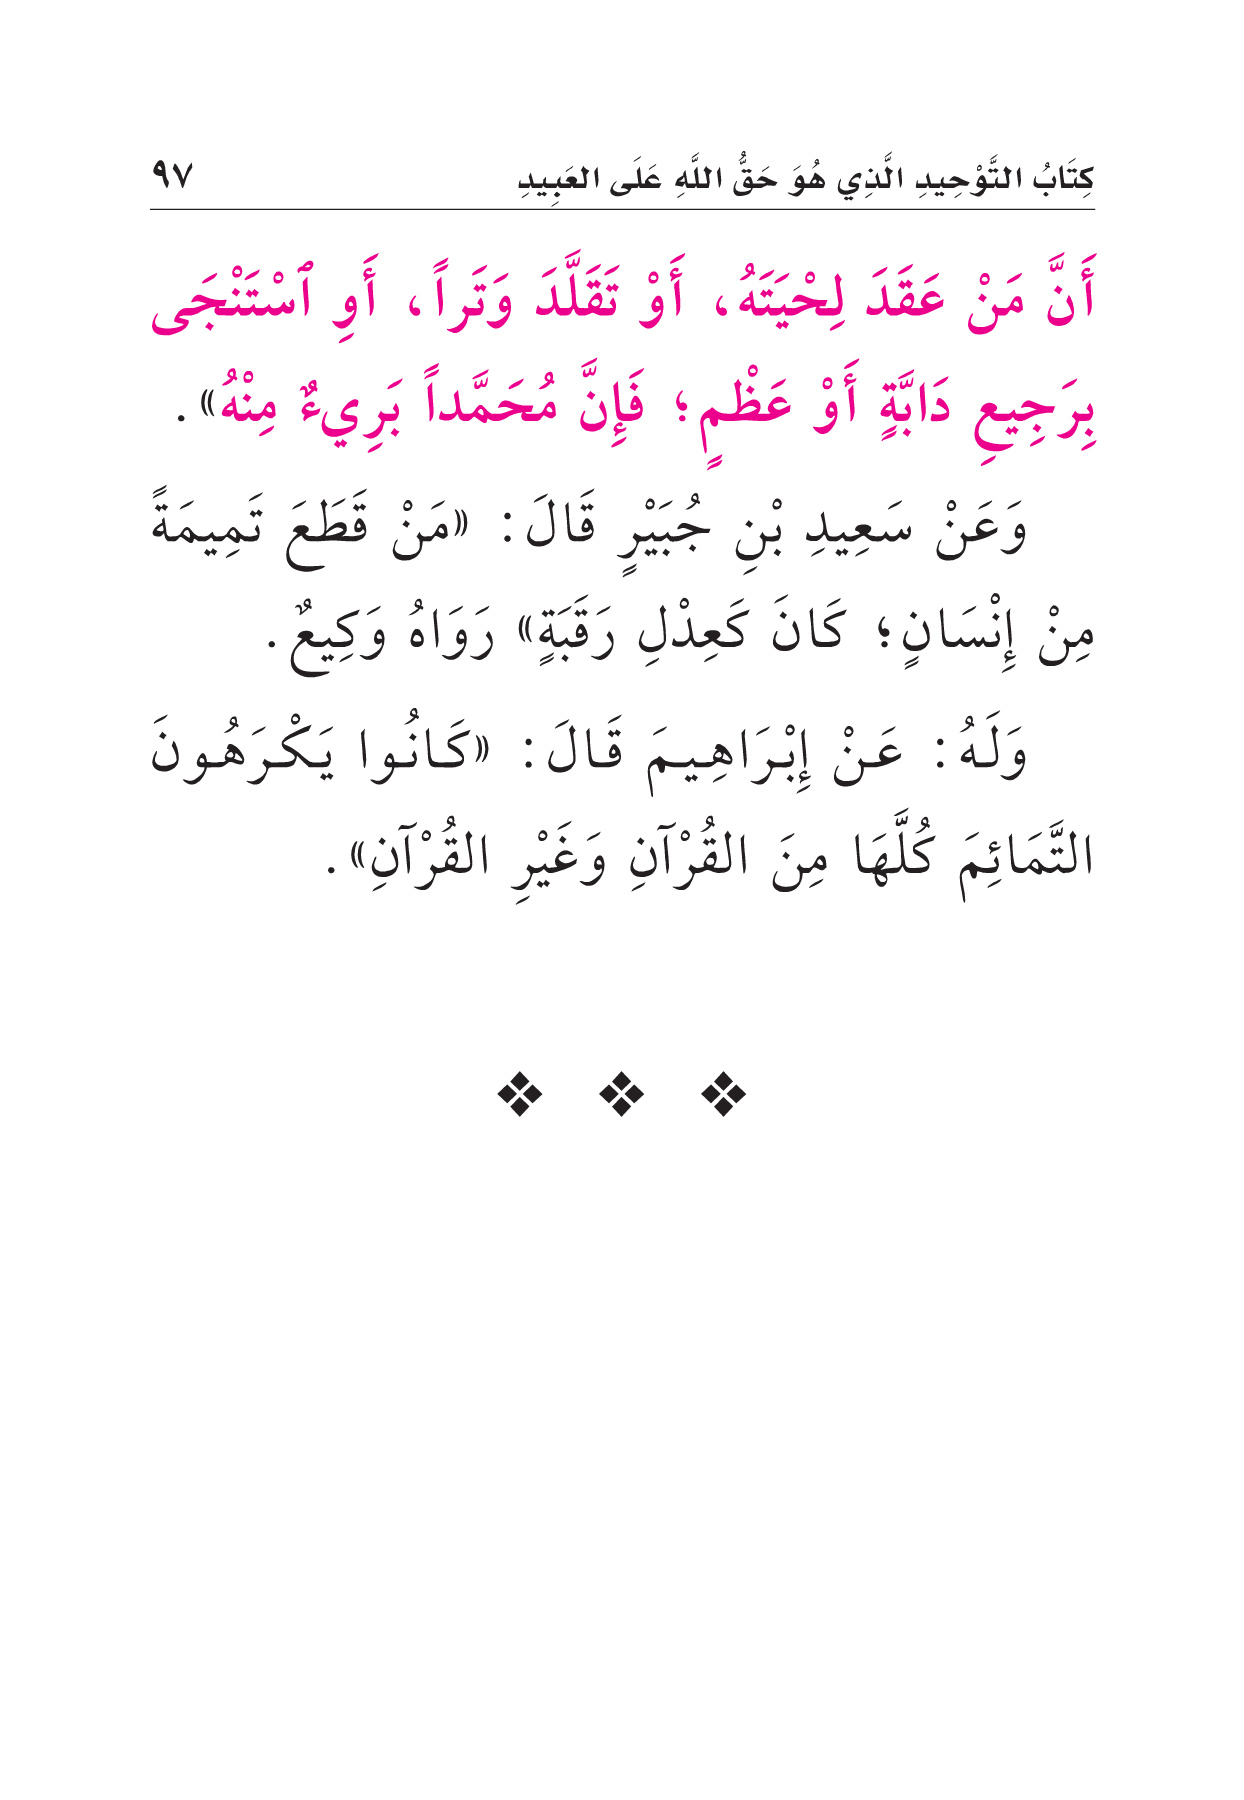 كِتَابُ التَّوْحِيدِ الَّذِي هُوَ حَقُّ اللَّهِ عَلَى العَبِيدِ ٩٧
أَنَّ مَنْ عَقَدَ لِحْيَتَهُ، أَوْ تَقَلَّدَ وَتَراً، أَوِ ٱسْتَنْجَى
بِرَجِيعِ دَابَّةٍ أَوْ عَظْمٍ؛ فَإِنَّ مُحَمَّداً بَرِيءٌ مِنْهُ».
وَعَنْ سَعِيدِ بْنِ جُبَيْرٍ قَالَ: «مَنْ قَطَعَ تَمِيمَةً
مِنْ إِنْسَانٍ؛ كَانَ كَعِدْلِ رَقَبَةٍ» رَوَاهُ وَكِيعٌ.
وَلَهُ: عَنْ إِبْرَاهِيمَ قَالَ: «كَانُوا يَكْرَهُونَ
التَّمَائِمَ كُلَّهَا مِنَ القُرْآنِ وَغَيْرِ القُرْآنِ».